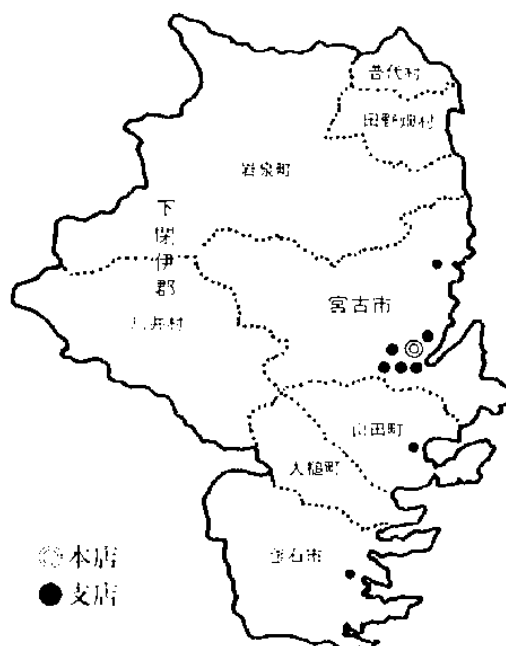 普代村
田野畑村
岩泉町
下閉伊郡
宮古市
川井村
山田町
大槌町
釜石市
◎本店
●支店